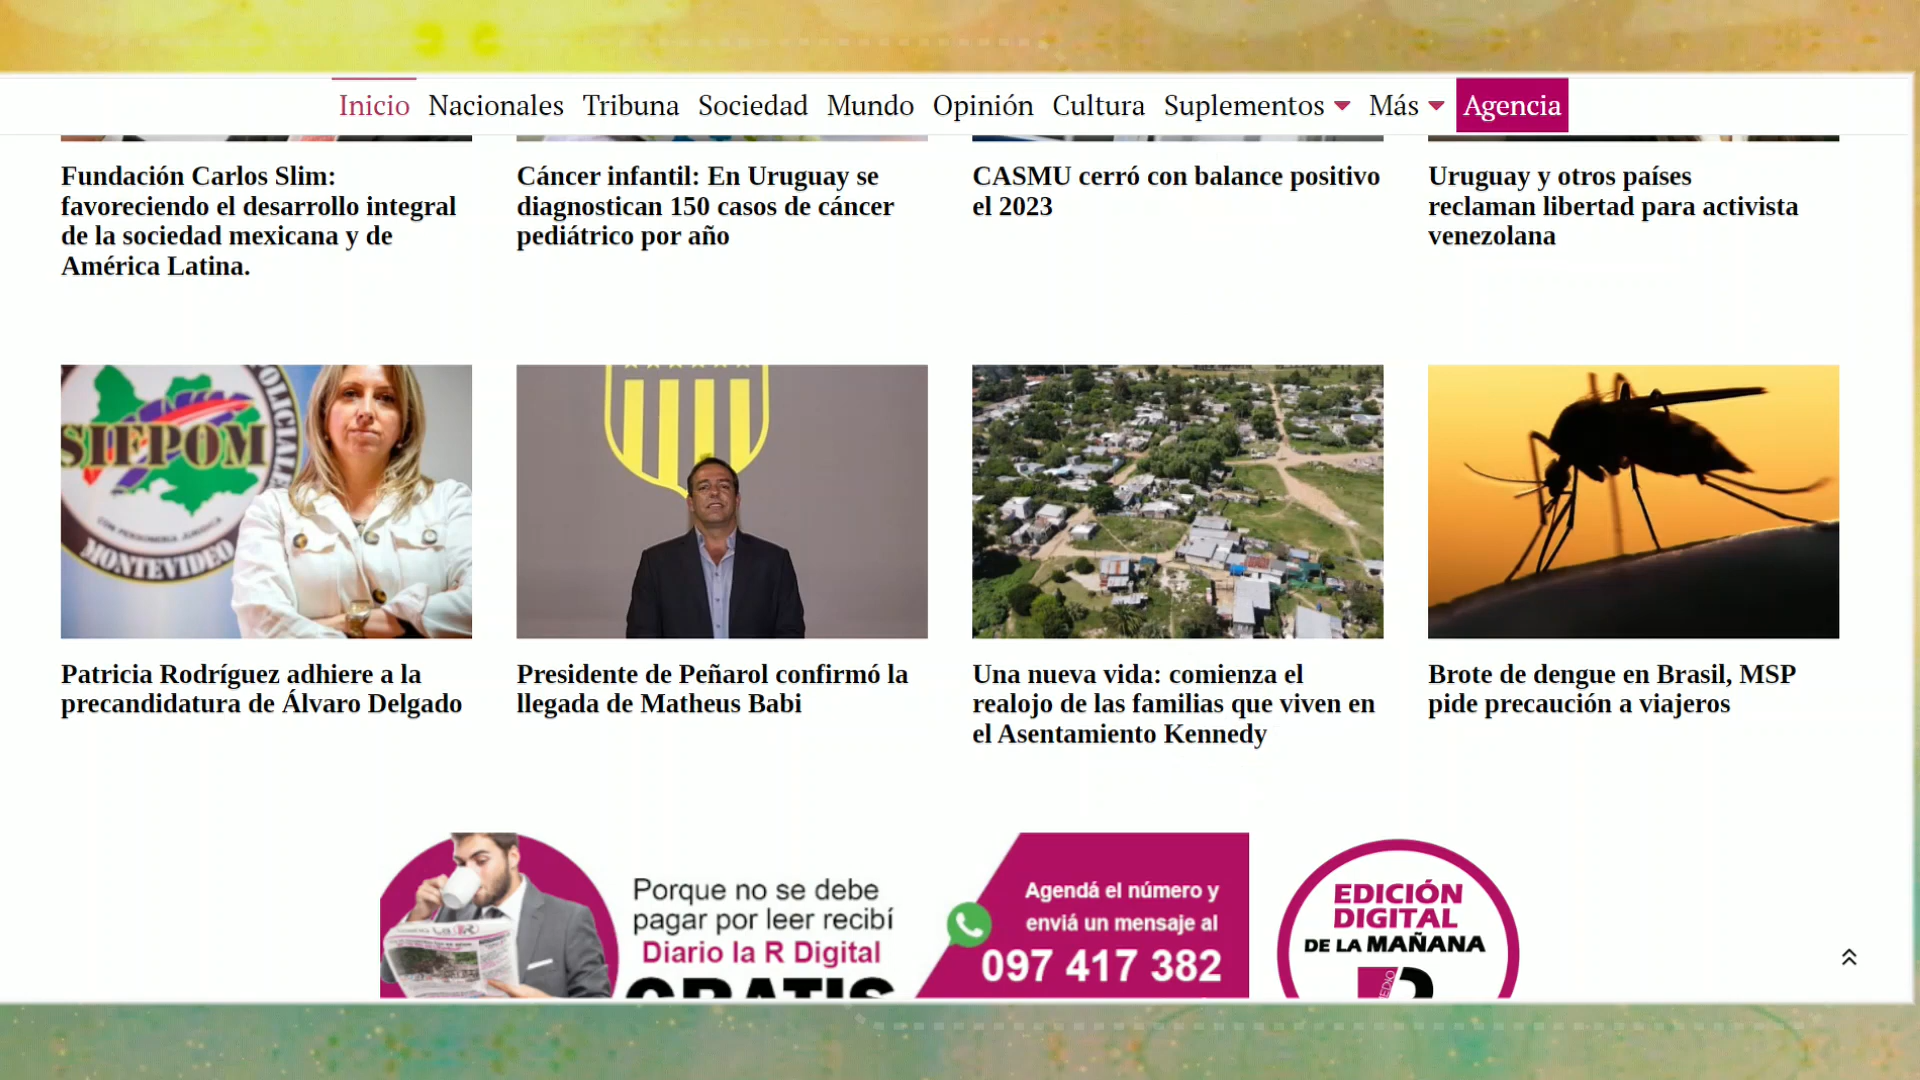 Inicio Nacionales Tribuna Sociedad Mundo Opinión Cultura Suplementos Más Agencia
Fundación Carlos Slim:
favoreciendo el desarrollo integral
de la sociedad mexicana y de
América Latina.
Cáncer infantil: En Uruguay se
diagnostican 150 casos de cáncer
pediátrico por año
CASMU cerró con balance positivo
el 2023
Uruguay y otros países
reclaman libertad para activista
venezolana
POLICIALES
SIFPOM
CON PERSONERIA JURIDICA
MONTEVIDEO
Patricia Rodríguez adhiere a la
precandidatura de Álvaro Delgado
Presidente de Peñarol confirmó la
llegada de Matheus Babi
Una nueva vida: comienza el
realojo de las familias que viven en
el Asentamiento Kennedy
Brote de dengue en Brasil, MSP
pide precaución a viajeros
Porque no se debe
pagar por leer recibí
Diario la R Digital
GRATIS
Agendá el número y
enviá un mensaje al
097 417 382
EDICIÓN
DIGITAL
DE LA MAÑANA
R